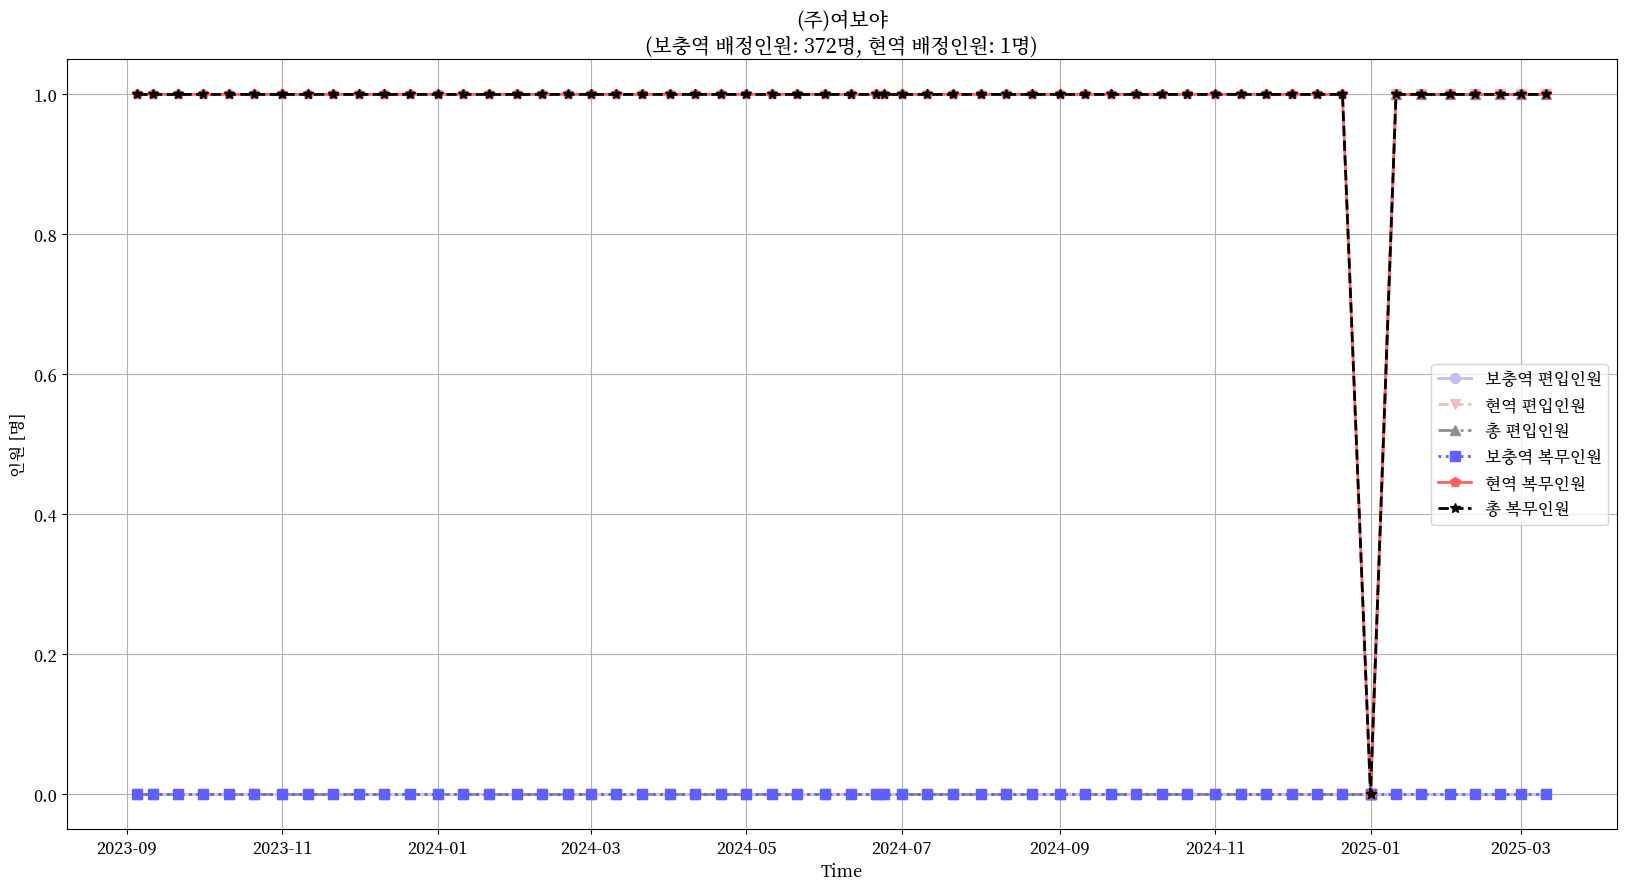 (주)여보야
(보충역 배정인원: 372명, 현역 배정인원: 1명)
1.0
0.8
0.6
0.4
0.2
0.0
인원 [명]
보충역 편입인원
현역 편입인원
총 편입인원
보충역 복무인원
현역 복무인원
총 복무인원
2023-09 2023-11 2024-01 2024-03 2024-05 2024-07 2024-09 2024-11 2025-01 2025-03
Time